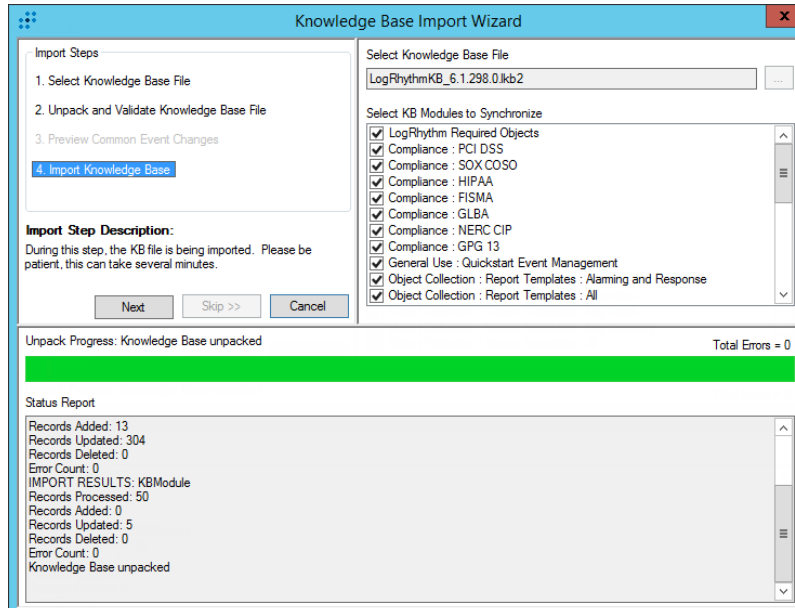 Knowledge Base Import Wizard
x
Import Steps
1. Select Knowledge Base File
2. Unpack and Validate Knowledge Base File
3. Preview Common Event Changes
4. Import Knowledge Base
Import Step Description:
During this step, the KB file is being imported. Please be
patient, this can take several minutes.
Next
Skip >>
Cancel
Select Knowledge Base File
LogRhythmKB_6.1.298.0.lkb2
...
Select KB Modules to Synchronize
LogRhythm Required Objects
Compliance : PCI DSS
Compliance : SOX COSO
Compliance : HIPAA
Compliance : FISMA
Compliance : GLBA
Compliance : NERC CIP
Compliance : GPG 13
General Use : Quickstart Event Management
Object Collection : Report Templates : Alarming and Response
Object Collection : Report Templates : All
Unpack Progress: Knowledge Base unpacked
Total Errors = 0
Status Report
Records Added: 13
Records Updated: 304
Records Deleted: 0
Error Count: 0
IMPORT RESULTS: KBModule
Records Processed: 50
Records Added: 0
Records Updated: 5
Records Deleted: 0
Error Count: 0
Knowledge Base unpacked